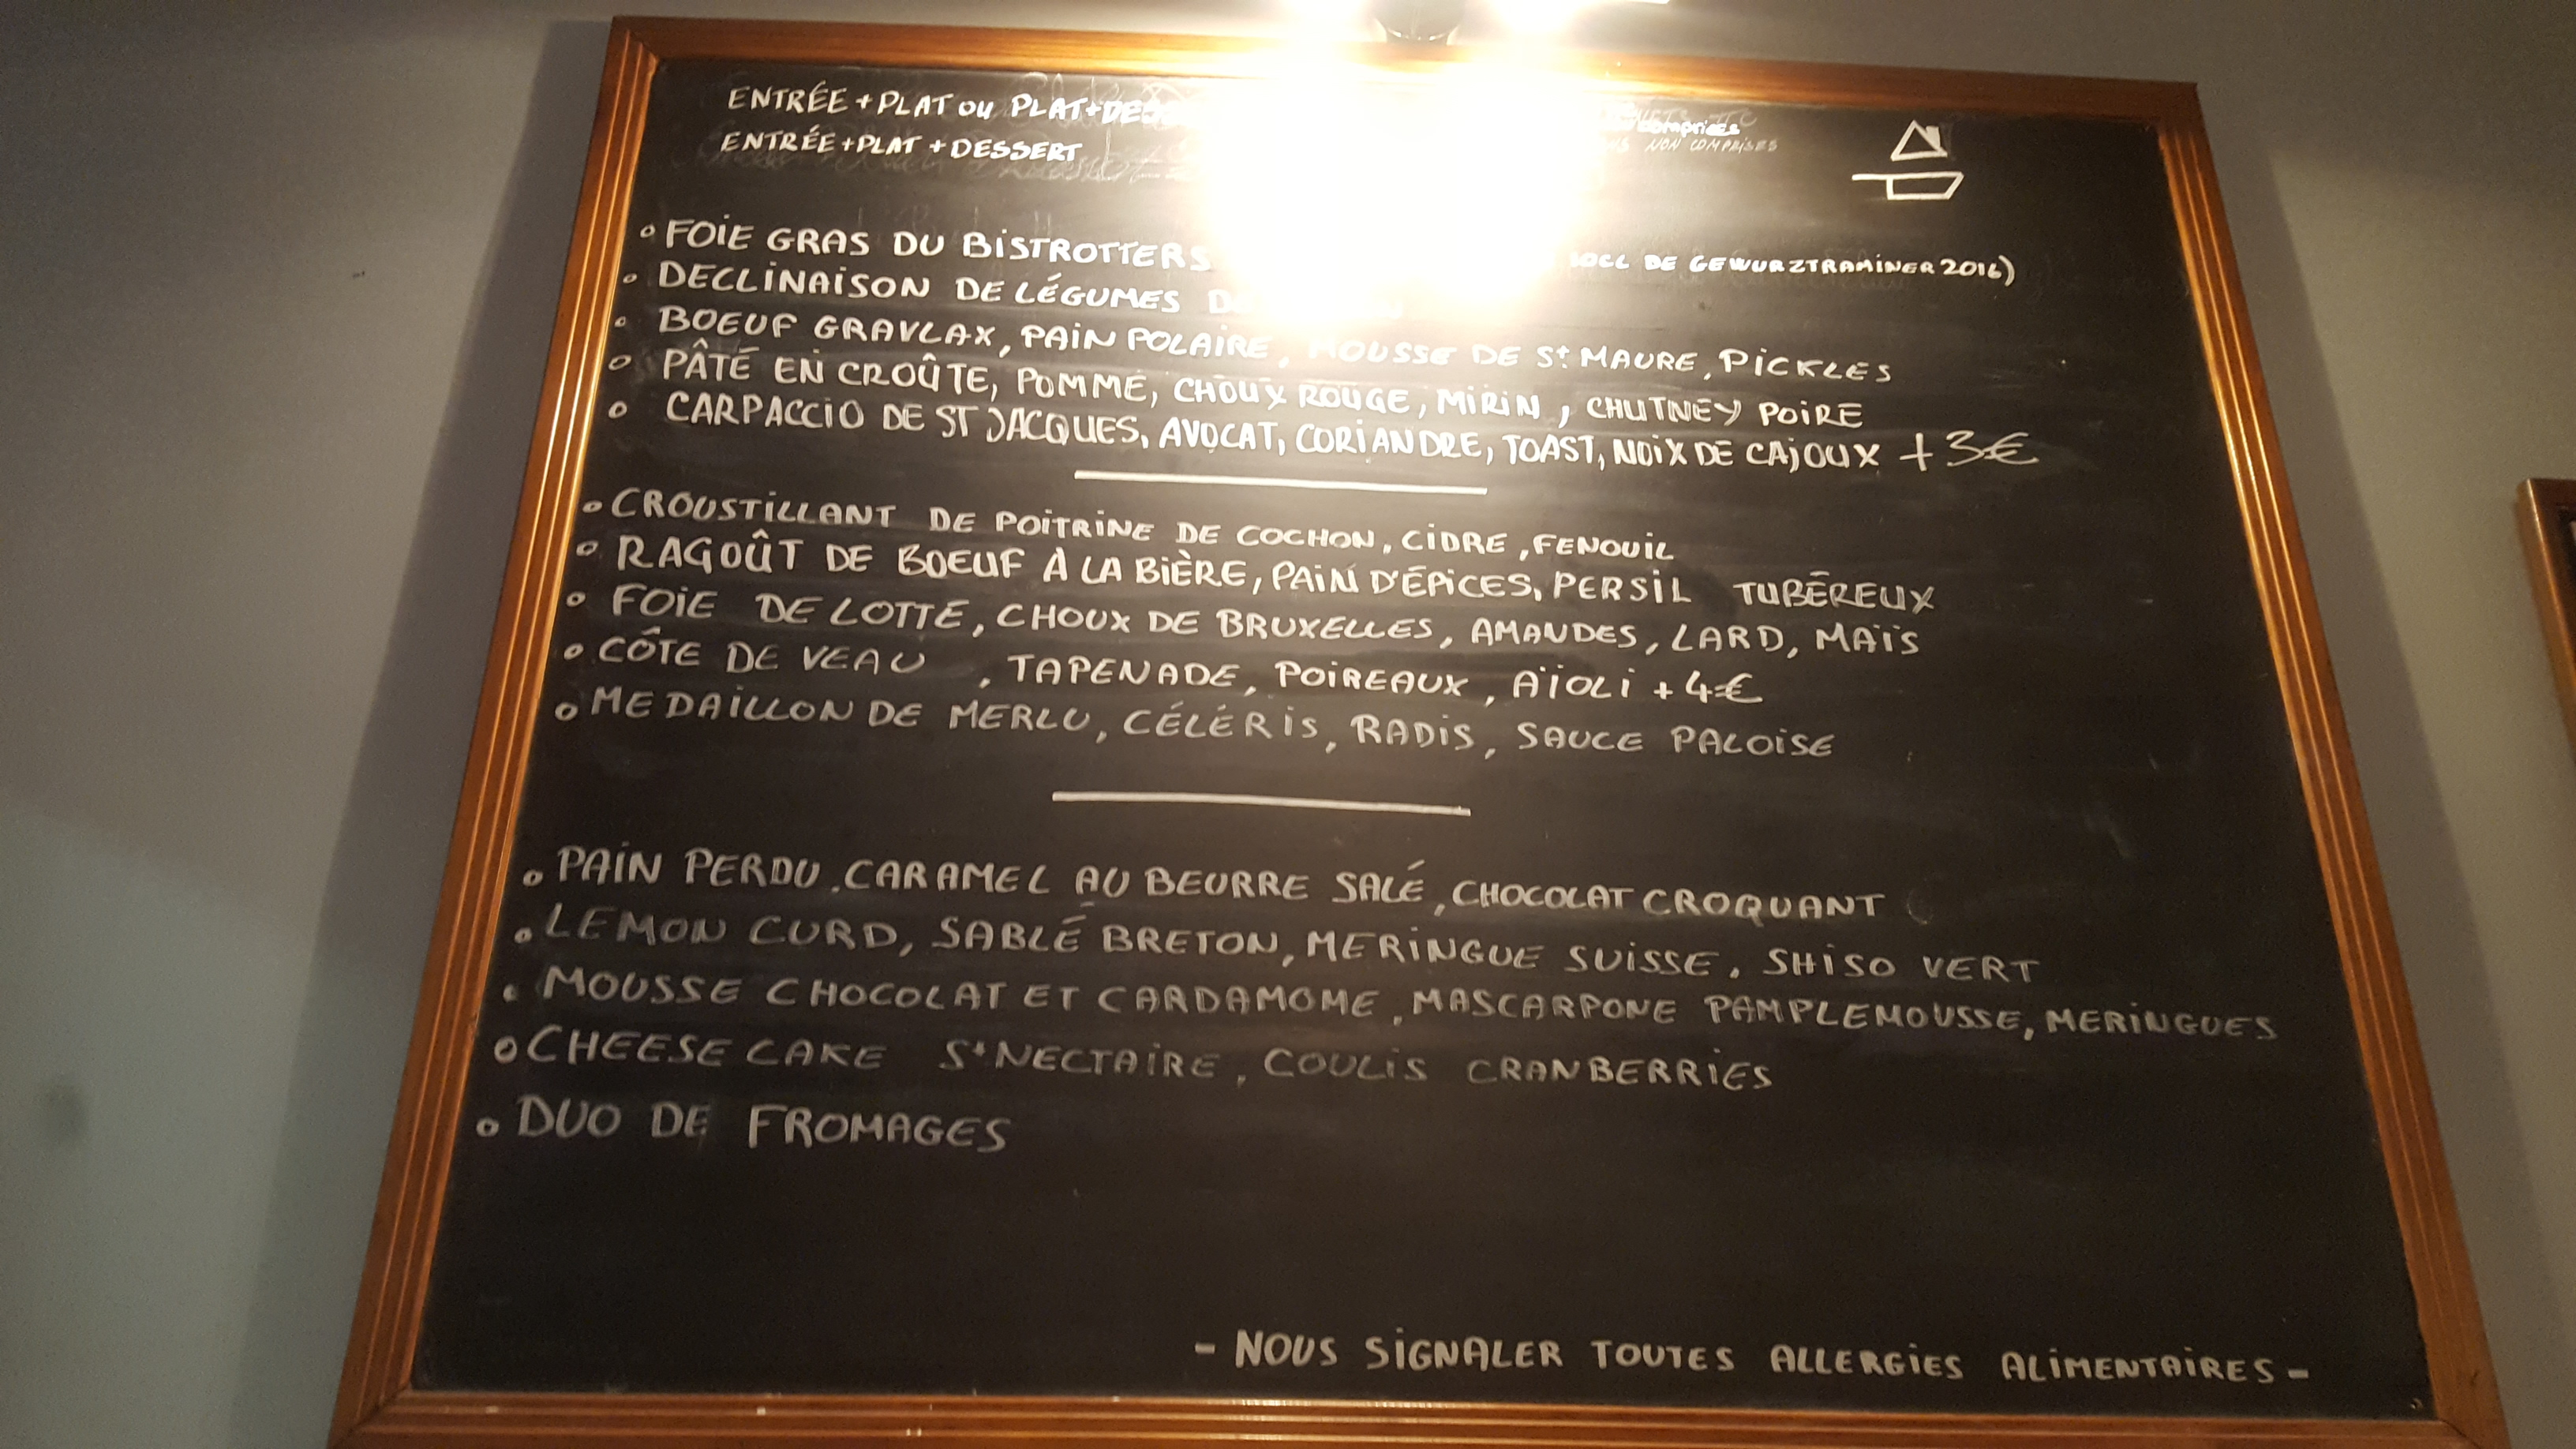 ENTRÉE + PLAT OU PLAT+
ENTRÉE+PLAT + DESSERT
comprises
NON COMPRISES
° FOIE GRAS DU BISTROTTERS DE GEWURZTRAMINER 2016)
° DECLINAISON DE LÉGUMES
° BOEUF GRAVLAX, PAIN POLAIRE, MOUSSE DE St MAURE, PICKLES
° PÂTÉ EN CROÛTE, POMME, CHOUX ROUGE, MIRIN, CHUTNEY POIRE
° CARPACCIO DE ST JACQUES, AVOCAT, CORIANDRE, TOAST, NOIX DE CAJOUX +3€
° CROUSTILLANT DE POITRINE DE COCHON, CIDRE, FENOUIL
° RAGOÛT DE BOEUF À LA BIÈRE, PAIN D'ÉPICES, PERSIL TUBÉREUX
° FOIE DE LOTTE, CHOUX DE BRUXELLES, AMANDES, LARD, MAÏS
° CÔTE DE VEAU , TAPENADE, POIREAUX, AÏOLI + 4€
° MEDAILLON DE MERLU, CÉLÉRIS, RADIS, SAUCE PALOISE
° PAIN PERDU, CARAMEL AU BEURRE SALÉ, CHOCOLAT CROQUANT
° LEMON CURD, SABLÉ BRETON, MERINGUE SUISSE, SHISO VERT
° MOUSSE CHOCOLAT ET CARDAMOME, MASCARPONE PAMPLEMOUSSE, MERINGUES
° CHEESE CAKE St NECTAIRE, COULIS CRANBERRIES
° DUO DE FROMAGES
- NOUS SIGNALER TOUTES ALLERGIES ALIMENTAIRES -